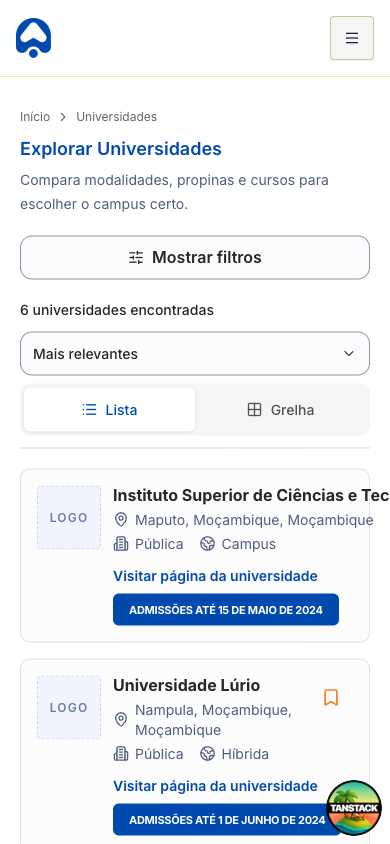 Início > Universidades
Explorar Universidades
Compara modalidades, propinas e cursos para
escolher o campus certo.
Mostrar filtros
6 universidades encontradas
Mais relevantes
Lista
Grelha
LOGO
Instituto Superior de Ciências e Tec
Maputo, Moçambique, Moçambique
Pública
Campus
Visitar página da universidade
ADMISSÕES ATÉ 15 DE MAIO DE 2024
LOGO
Universidade Lúrio
Nampula, Moçambique,
Moçambique
Pública
Híbrida
Visitar página da universidade
ADMISSÕES ATÉ 1 DE JUNHO DE 2024
TANSTACK